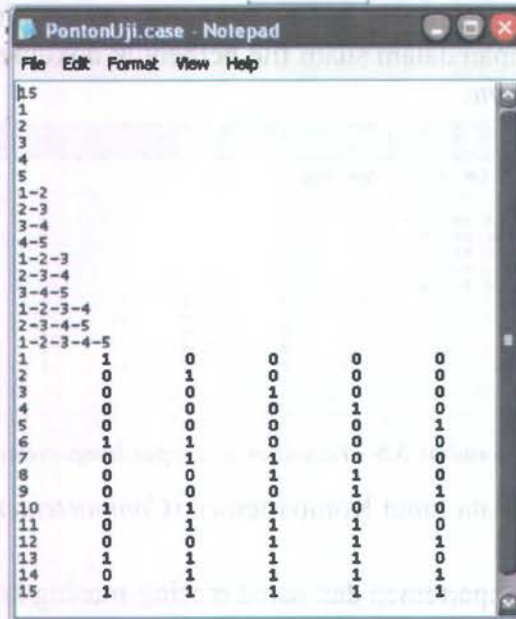 PontonUji.case - Notepad
File Edit Format View Help
15
1
2
3
4
5
1-2
2-3
3-4
4-5
1-2-3
2-3-4
3-4-5
1-2-3-4
2-3-4-5
1-2-3-4-5
1 1 0 0 0 0
2 0 1 0 0 0
3 0 0 1 0 0
4 0 0 0 1 0
5 0 0 0 0 1
6 1 1 0 0 0
7 0 1 1 0 0
8 0 0 1 1 0
9 0 0 0 1 1
10 1 1 1 0 0
11 0 1 1 1 0
12 0 0 1 1 1
13 1 1 1 1 0
14 0 1 1 1 1
15 1 1 1 1 1